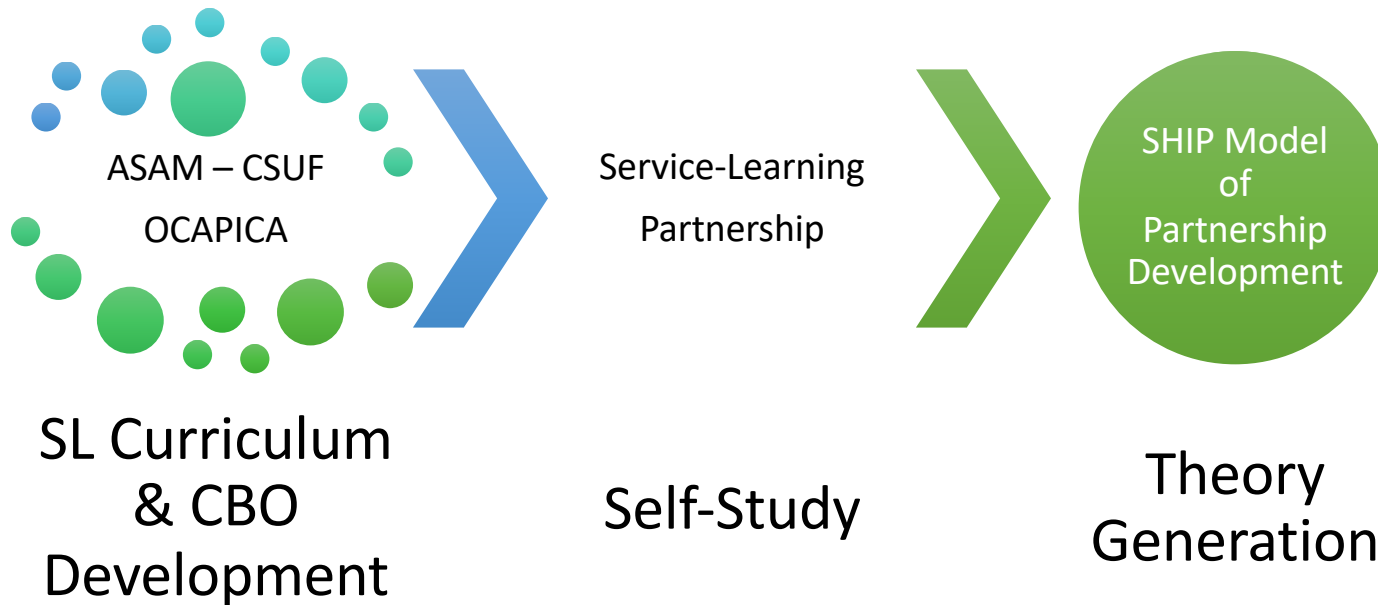 ASAM – CSUF
OCAPICA
Service-Learning
Partnership
SHIP Model
of
Partnership
Development
SL Curriculum
& CBO
Development
Self-Study
Theory
Generation